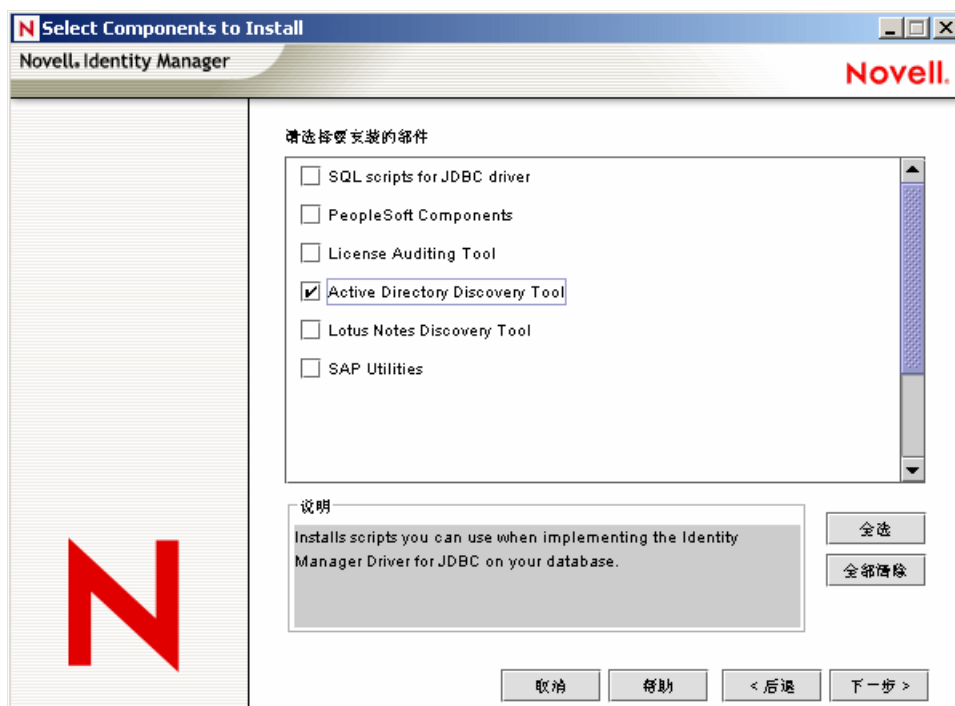 Select Components to Install
Novell. Identity Manager
Novell.
请选择要安装的部件
SQL scripts for JDBC driver
PeopleSoft Components
License Auditing Tool
Active Directory Discovery Tool
Lotus Notes Discovery Tool
SAP Utilities
说明
Installs scripts you can use when implementing the Identity
Manager Driver for JDBC on your database.
全选
全部清除
取消
帮助
< 后退
下一步 >